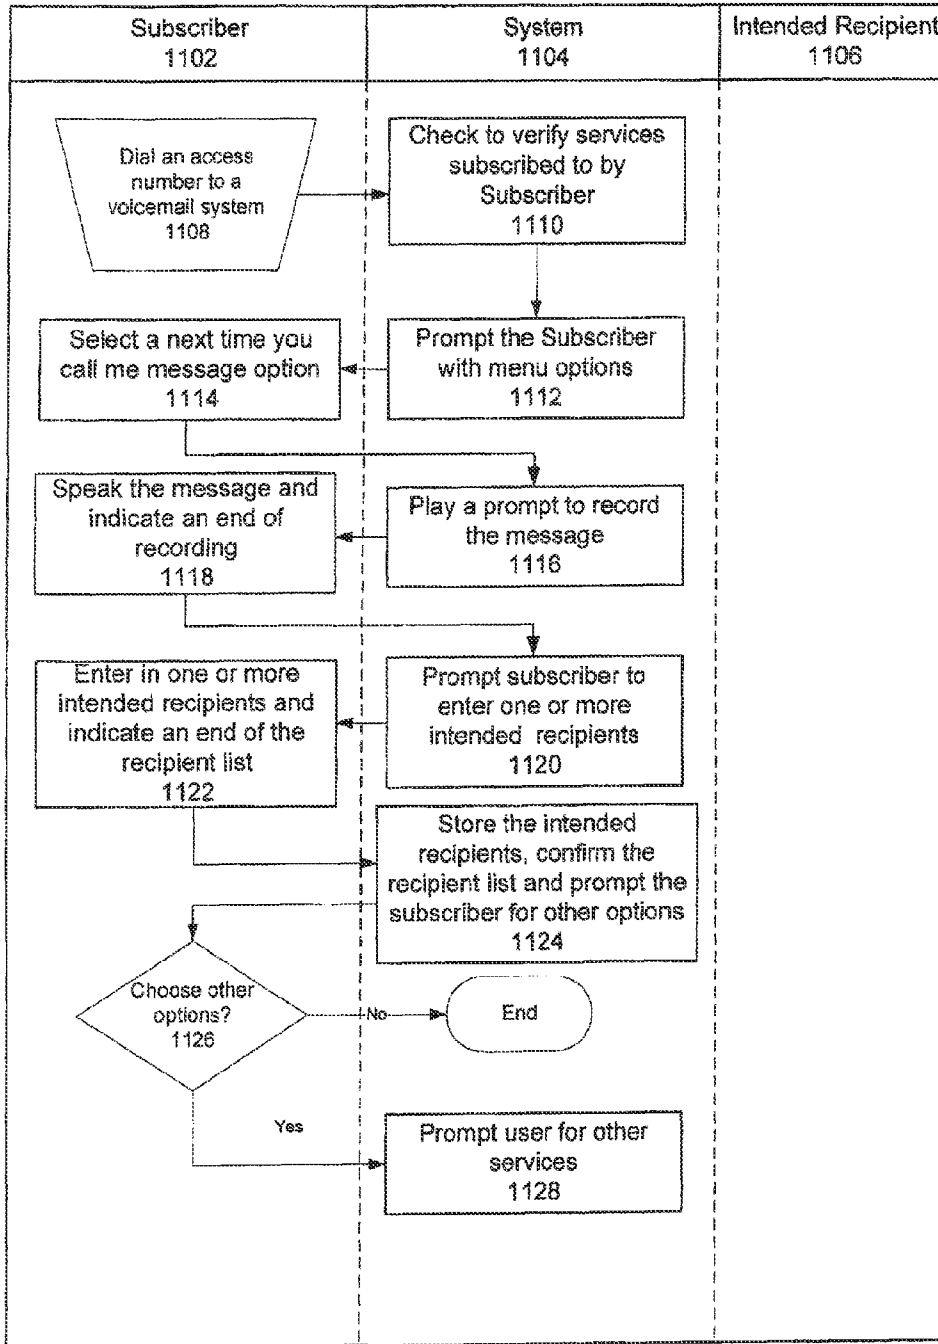 Subscriber
1102
System
1104
Intended Recipient
1106
Dial an access
number to a
voicemail system
1108
Check to verify services
subscribed to by
Subscriber
1110
Select a next time you
call me message option
1114
Prompt the Subscriber
with menu options
1112
Speak the message and
indicate an end of
recording
1118
Play a prompt to record
the message
1116
Enter in one or more
intended recipients and
indicate an end of the
recipient list
1122
Prompt subscriber to
enter one or more
intended recipients
1120
Store the intended
recipients, confirm the
recipient list and prompt the
subscriber for other options
1124
Choose other
options?
1126
No
End
Yes
Prompt user for other
services
1128